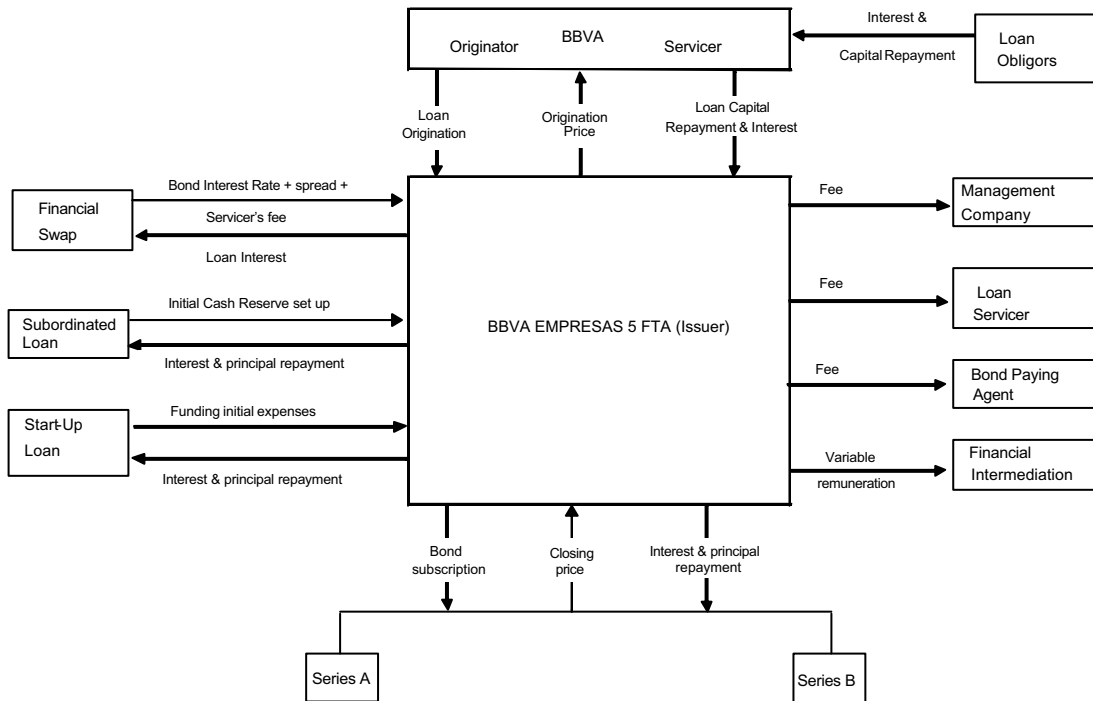 BBVA
Originator
Servicer
Interest &
Capital Repayment
Loan
Obligors
Loan
Origination
Origination
Price
Loan Capital
Repayment & Interest
Financial
Swap
Bond Interest Rate + spread +
Servicer's fee
Loan Interest
Subordinated
Loan
Initial Cash Reserve set up
Interest & principal repayment
Start-Up
Loan
Funding initial expenses
Interest & principal repayment
BBVA EMPRESAS 5 FTA (Issuer)
Fee
Management
Company
Fee
Loan
Servicer
Fee
Bond Paying
Agent
Variable
remuneration
Financial
Intermediation
Bond
subscription
Closing
price
Interest & principal
repayment
Series A
Series B